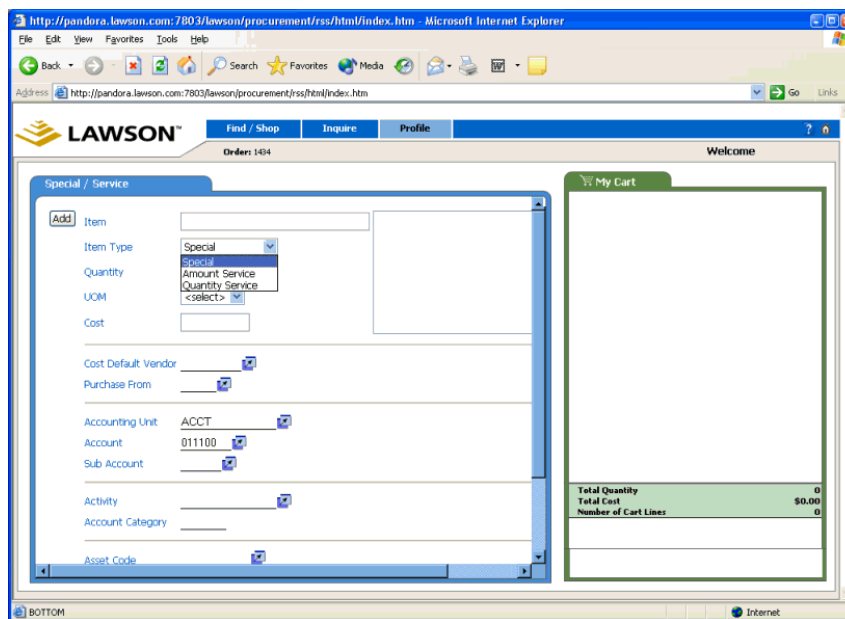 http://pandora.lawson.com:7803/lawson/procurement/rss/html/index.htm - Microsoft Internet Explorer
File Edit View Favorites Tools Help
Back Search Favorites Media
Address http://pandora.lawson.com:7803/lawson/procurement/rss/html/index.htm Go Links
LAWSON™ Find / Shop Inquire Profile ?
Order: 1434 Welcome
Special / Service
My Cart
Add Item
Item Type Special
Special
Quantity Amount Service
Quantity Service
UOM <select>
Cost
Cost Default Vendor
Purchase From
Accounting Unit ACCT
Account 011100
Sub Account
Activity
Account Category
Asset Code
Total Quantity 0
Total Cost $0.00
Number of Cart Lines 0
BOTTOM Internet